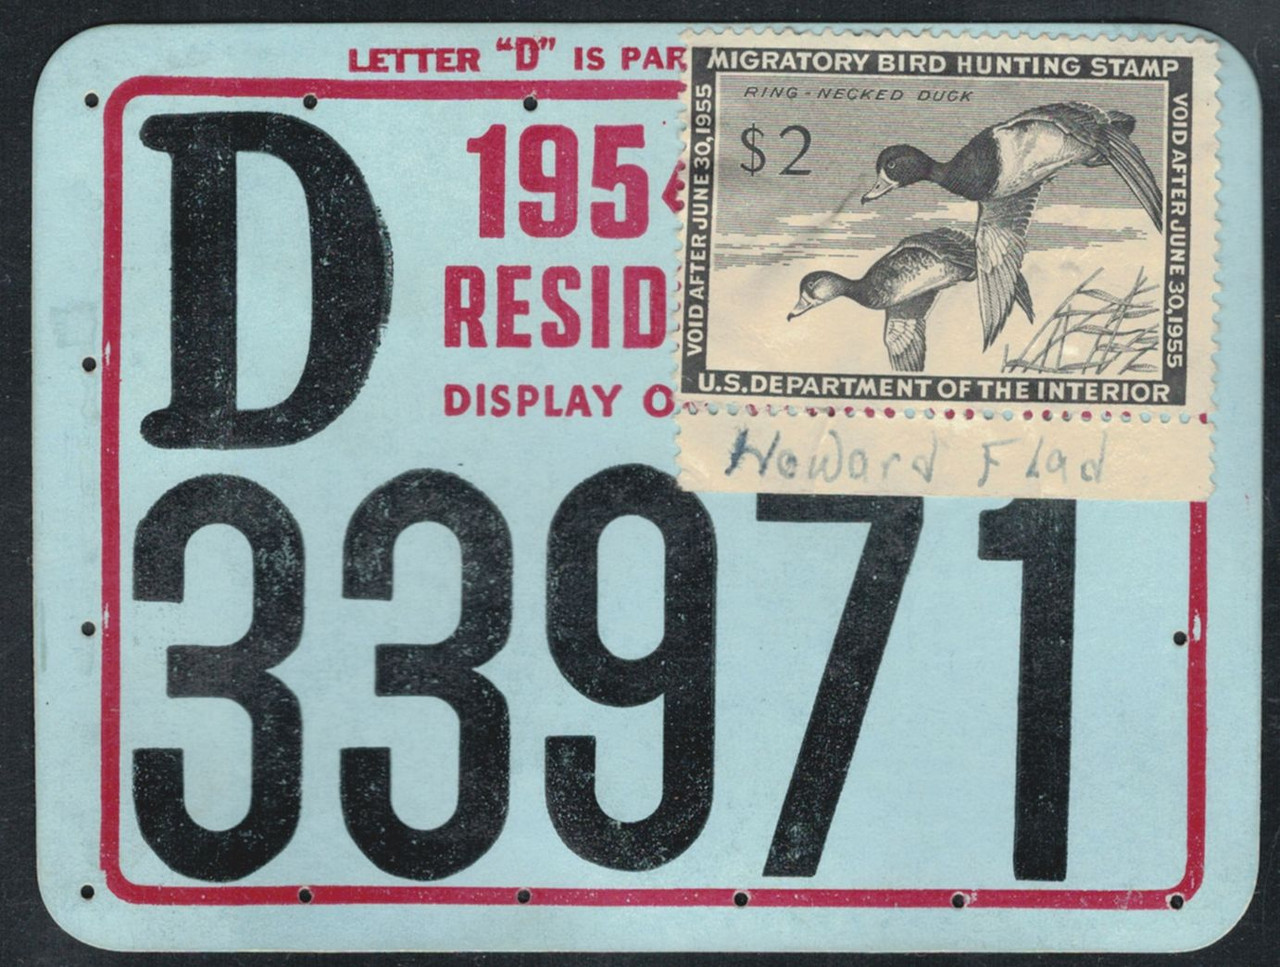 LETTER "D" IS PAR
D
195
RESID
DISPLAY O
33971
MIGRATORY BIRD HUNTING STAMP
RING-NECKED DUCK
$2
VOID AFTER JUNE 30, 1955
VOID AFTER JUNE 30, 1955
U.S. DEPARTMENT OF THE INTERIOR
Howard Flad